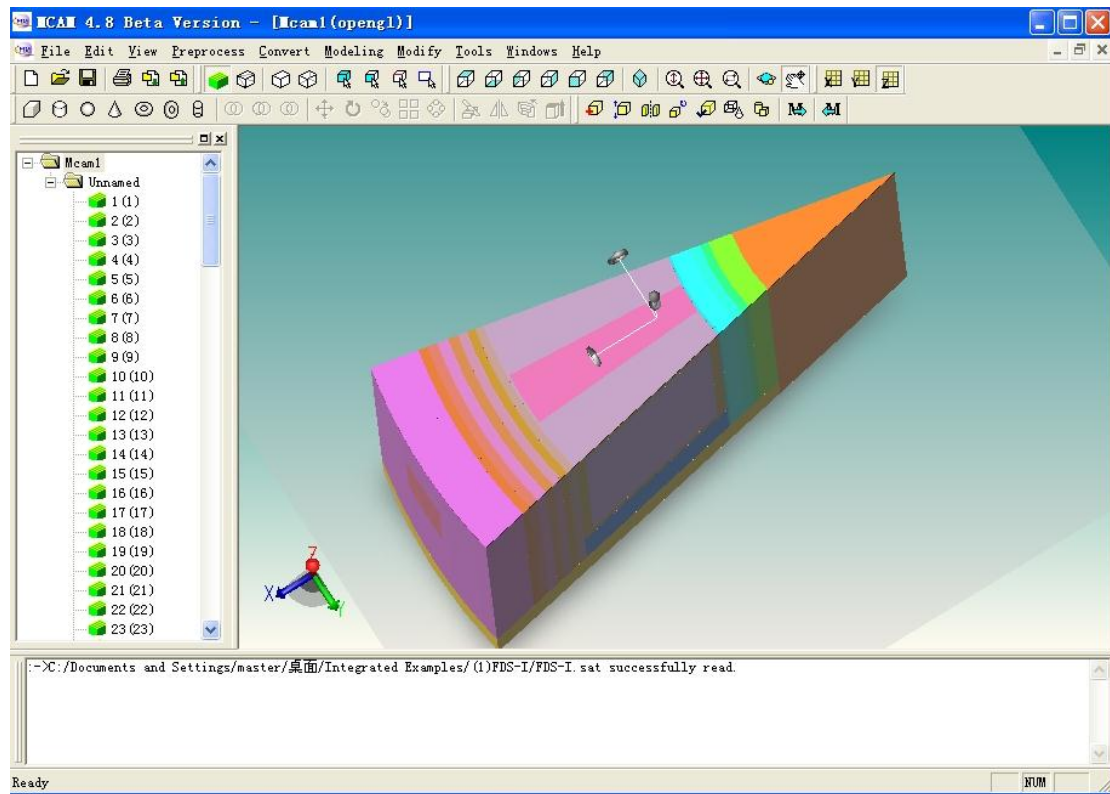 MCAM 4.8 Beta Version - [Mcam1(opengl)]
File Edit View Preprocess Convert Modeling Modify Tools Windows Help
Mcam1
Unnamed
1 (1)
2 (2)
3 (3)
4 (4)
5 (5)
6 (6)
7 (7)
8 (8)
9 (9)
10 (10)
11 (11)
12 (12)
13 (13)
14 (14)
15 (15)
16 (16)
17 (17)
18 (18)
19 (19)
20 (20)
21 (21)
22 (22)
23 (23)
Z
X
Y
:->C:/Documents and Settings/master/桌面/Integrated Examples/(1)FDS-I/FDS-I.sat successfully read.
Ready
NUM